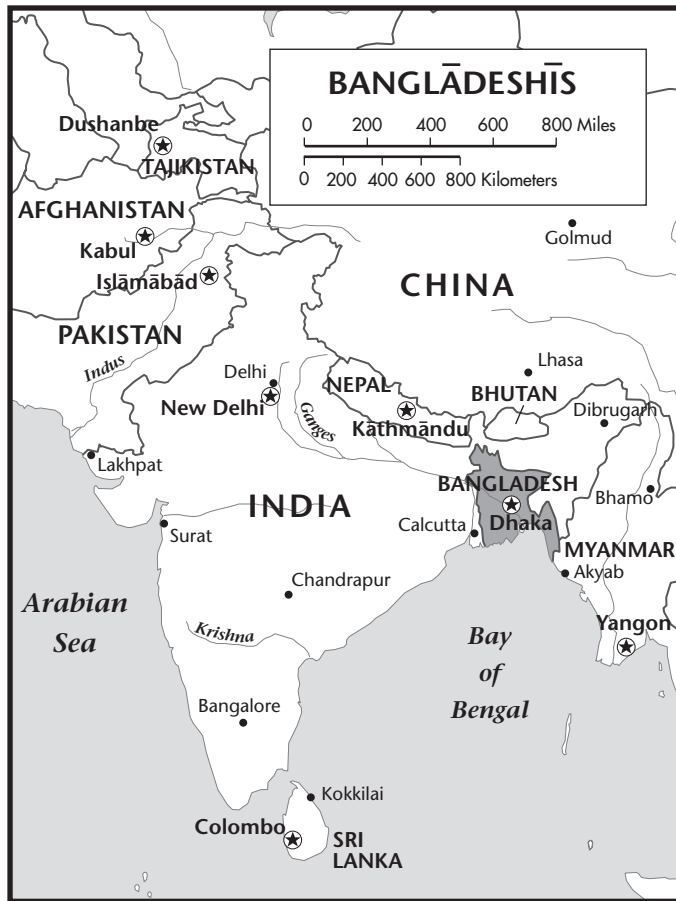 BANGLĀDESHĪS
0 200 400 600 800 Miles
0 200 400 600 800 Kilometers
Dushanbe
TAJIKISTAN
AFGHANISTAN
Kabul
Islāmābād
Golmud
CHINA
PAKISTAN
Indus
Delhi
New Delhi
NEPAL
Kāthmāndu
Ganges
Lhasa
BHUTAN
Dibrugarh
Lakhpat
INDIA
BANGLADESH
Dhaka
Bhamo
Surat
Calcutta
MYANMAR
Akyab
Chandrapur
Arabian
Sea
Krishna
Yangon
Bay
of
Bengal
Bangalore
Kokkilai
Colombo
SRI
LANKA